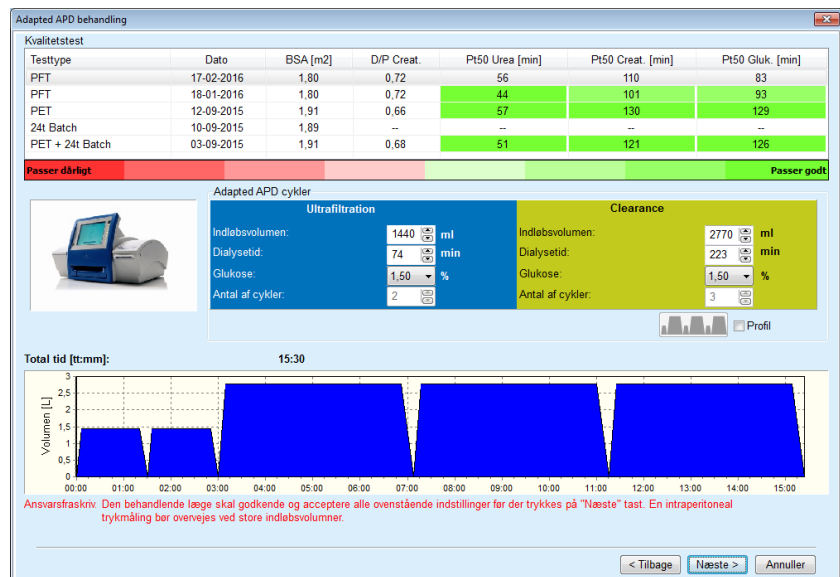 Adapted APD behandling
Kvalitetstest
Testtype Dato BSA [m2] D/P Creat. Pt50 Urea [min] Pt50 Creat. [min] Pt50 Gluk. [min]
PFT 17-02-2016 1,80 0,72 56 110 83
PFT 18-01-2016 1,80 0,72 44 101 93
PET 12-09-2015 1,91 0,66 57 130 129
24t Batch 10-09-2015 1,89 -- -- -- --
PET + 24t Batch 03-09-2015 1,91 0,68 51 121 126
Passer dårligt Passer godt
Adapted APD cykler
Ultrafiltration Clearance
Indløbsvolumen: 1440 ml Indløbsvolumen: 2770 ml
Dialysetid: 74 min Dialysetid: 223 min
Glukose: 1,50 % Glukose: 1,50 %
Antal af cykler: 2 Antal af cykler: 3
Profil
Total tid [tt:mm]: 15:30
Volumen [L]
3
2,5
2
1,5
1
0,5
0
00:00 01:00 02:00 03:00 04:00 05:00 06:00 07:00 08:00 09:00 10:00 11:00 12:00 13:00 14:00 15:00
Ansvarsfraskriv. Den behandlende læge skal godkende og acceptere alle ovenstående indstillinger før der trykkes på "Næste" tast. En intraperitoneal
trykmåling bør overvejes ved store indløbsvolumner.
< Tilbage Næste > Annuller